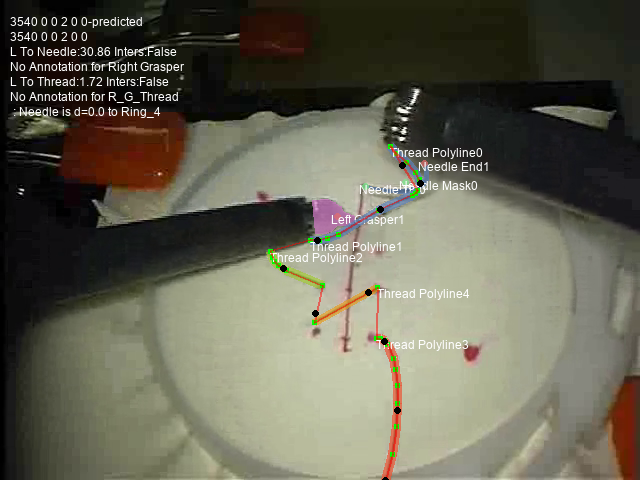 3540 0 0 2 0 0-predicted
3540 0 0 2 0 0
L To Needle:30.86 Inters:False
No Annotation for Right Grasper
L To Thread:1.72 Inters:False
No Annotation for R_G_Thread
: Needle is d=0.0 to Ring_4
Thread Polyline0
Needle End1
Needle Mask0
Left Grasper1
Thread Polyline1
Thread Polyline2
Thread Polyline4
Thread Polyline3